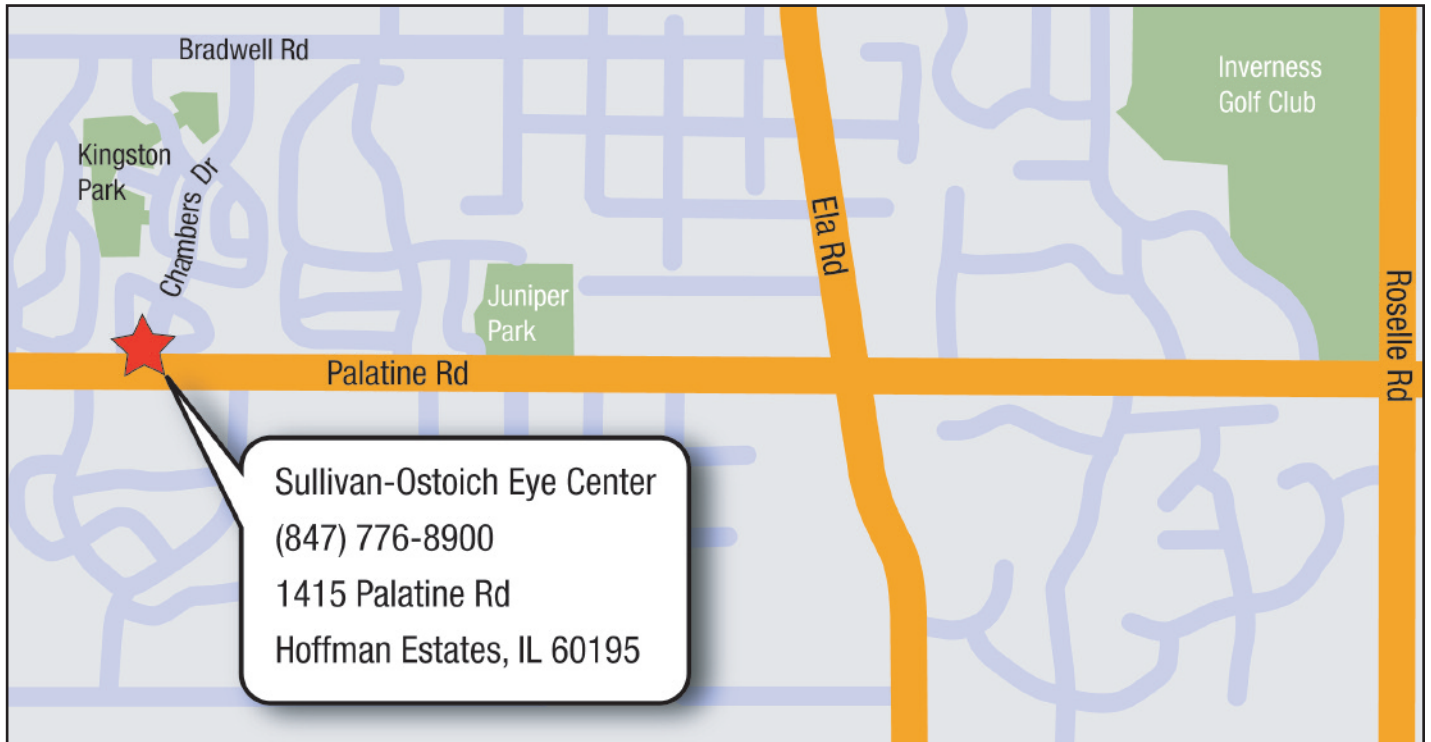 Bradwell Rd
Inverness
Golf Club
Kingston
Park
Chambers Dr
Ela Rd
Juniper
Park
Roselle Rd
Palatine Rd
Sullivan-Ostoich Eye Center
(847) 776-8900
1415 Palatine Rd
Hoffman Estates, IL 60195